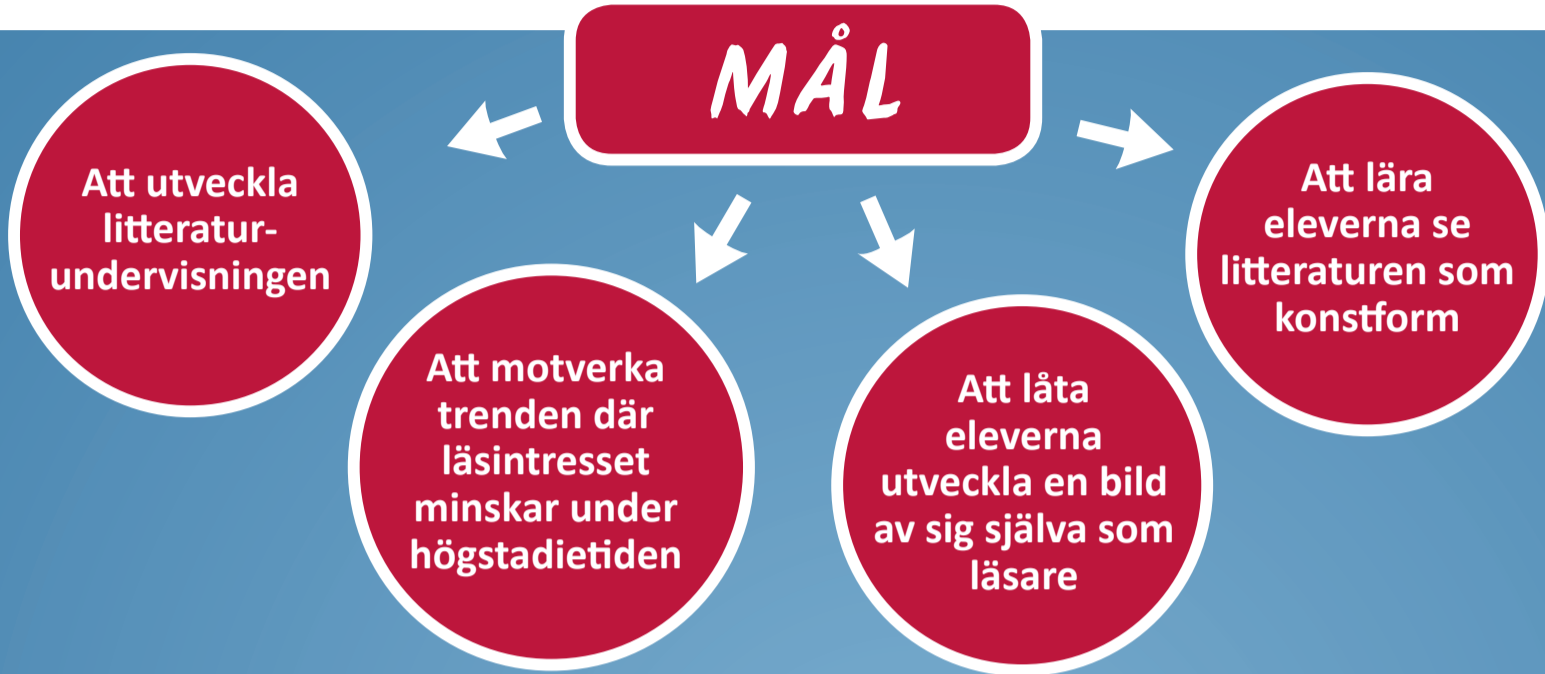 MÅL
Att utveckla
litteratur-
undervisningen
Att motverka
trenden där
läsintresset
minskar under
högstadietiden
Att låta
eleverna
utveckla en bild
av sig själva som
läsare
Att lära
eleverna se
litteraturen som
konstform